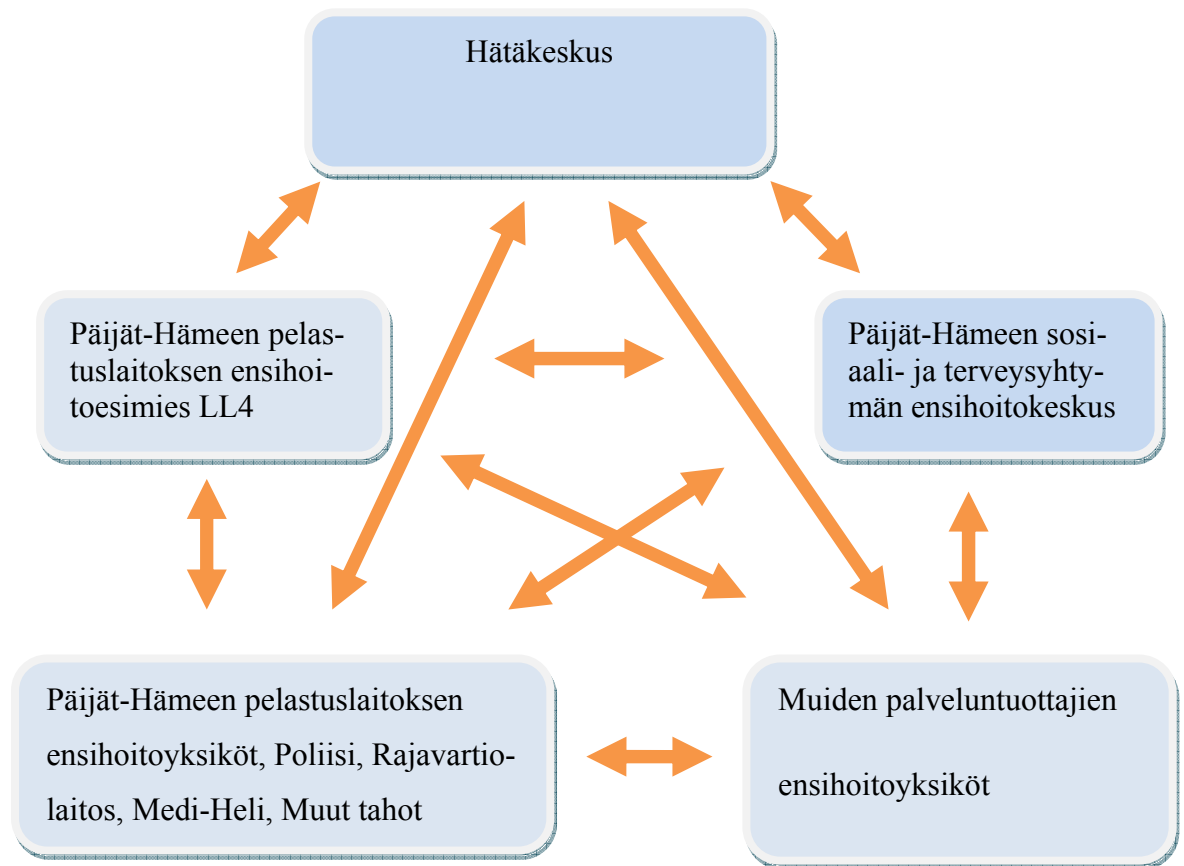 Hätäkeskus
Päijät-Hämeen pelas-
tuslaitoksen ensihoi-
toesimies LL4
Päijät-Hämeen sosi-
aali- ja terveysyhty-
män ensihoitokeskus
Päijät-Hämeen pelastuslaitoksen
ensihoitoyksiköt, Poliisi, Rajavartio-
laitos, Medi-Heli, Muut tahot
Muiden palveluntuottajien
ensihoitoyksiköt